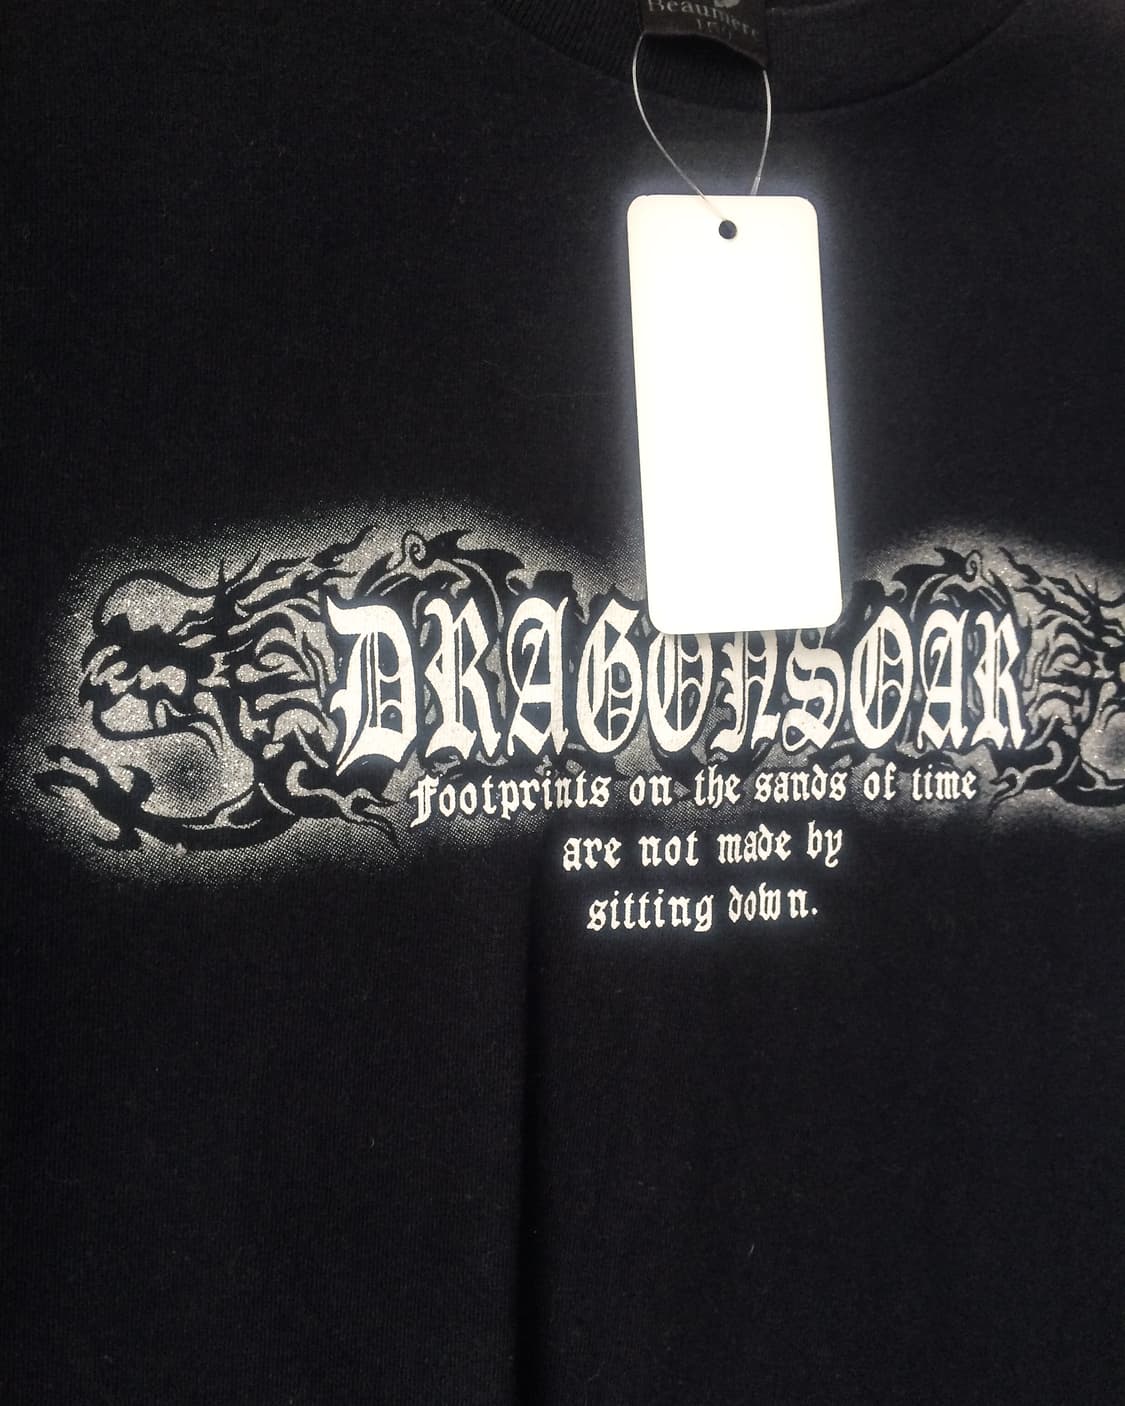 DRAGONSOAR
Footprints on the sands of time
are not made by
sitting down.